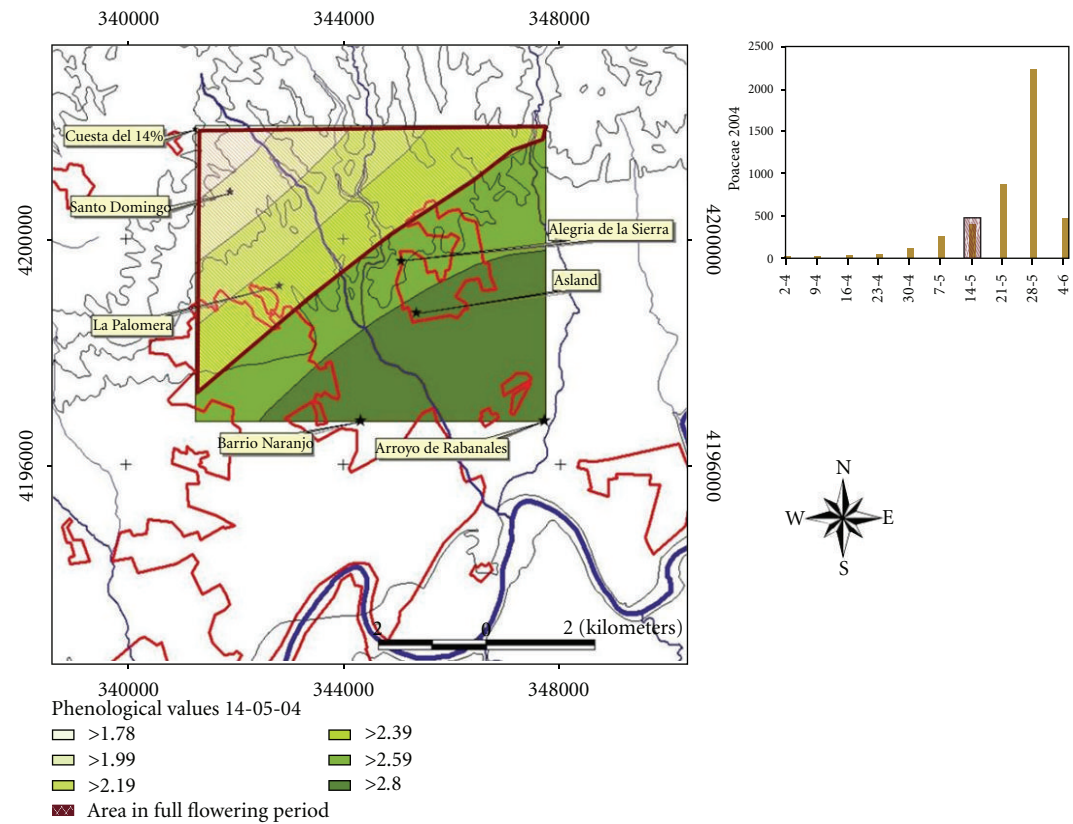 340000 344000 348000
Cuesta del 14%
Santo Domingo
La Palomera
Alegria de la Sierra
Asland
Barrio Naranjo
Arroyo de Rabanales
4200000
4196000
4200000
4196000
2 0 2 (kilometers)
340000 344000 348000
Phenological values 14-05-04
>1.78
>1.99
>2.19
>2.39
>2.59
>2.8
Area in full flowering period
Poaceae 2004
2500
2000
1500
1000
500
0
2-4 9-4 16-4 23-4 30-4 7-5 14-5 21-5 28-5 4-6
N
W E
S